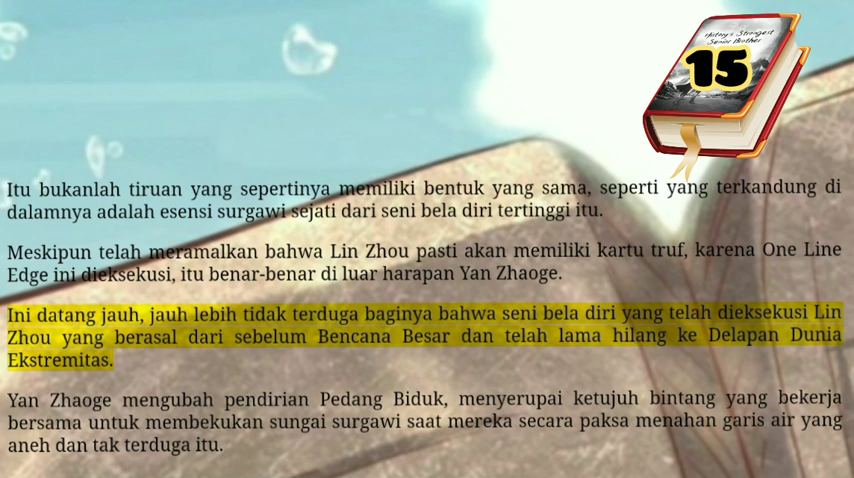 History's Strongest
Senior Brother
15
Itu bukanlah tiruan yang sepertinya memiliki bentuk yang sama, seperti yang terkandung di
dalamnya adalah esensi surgawi sejati dari seni bela diri tertinggi itu.
Meskipun telah meramalkan bahwa Lin Zhou pasti akan memiliki kartu truf, karena One Line
Edge ini dieksekusi, itu benar-benar di luar harapan Yan Zhaoge.
Ini datang jauh, jauh lebih tidak terduga baginya bahwa seni bela diri yang telah dieksekusi Lin
Zhou yang berasal dari sebelum Bencana Besar dan telah lama hilang ke Delapan Dunia
Ekstremitas.
Yan Zhaoge mengubah pendirian Pedang Biduk, menyerupai ketujuh bintang yang bekerja
bersama untuk membekukan sungai surgawi saat mereka secara paksa menahan garis air yang
aneh dan tak terduga itu.